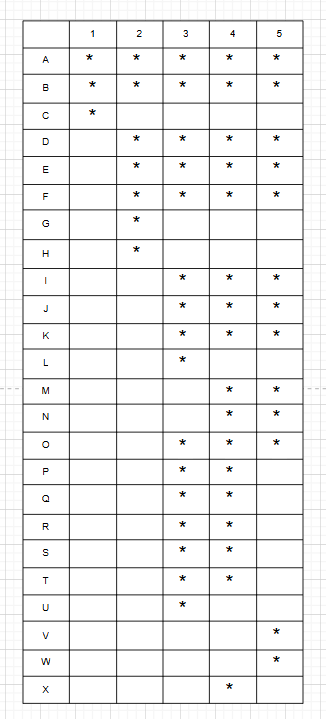 1 2 3 4 5
A * * * * *
B * * * * *
C *
D * * * *
E * * * *
F * * * *
G *
H *
I * * *
J * * *
K * * *
L *
M * *
N * *
O * * *
P * *
Q * *
R * *
S * *
T * *
U *
V *
W *
X *